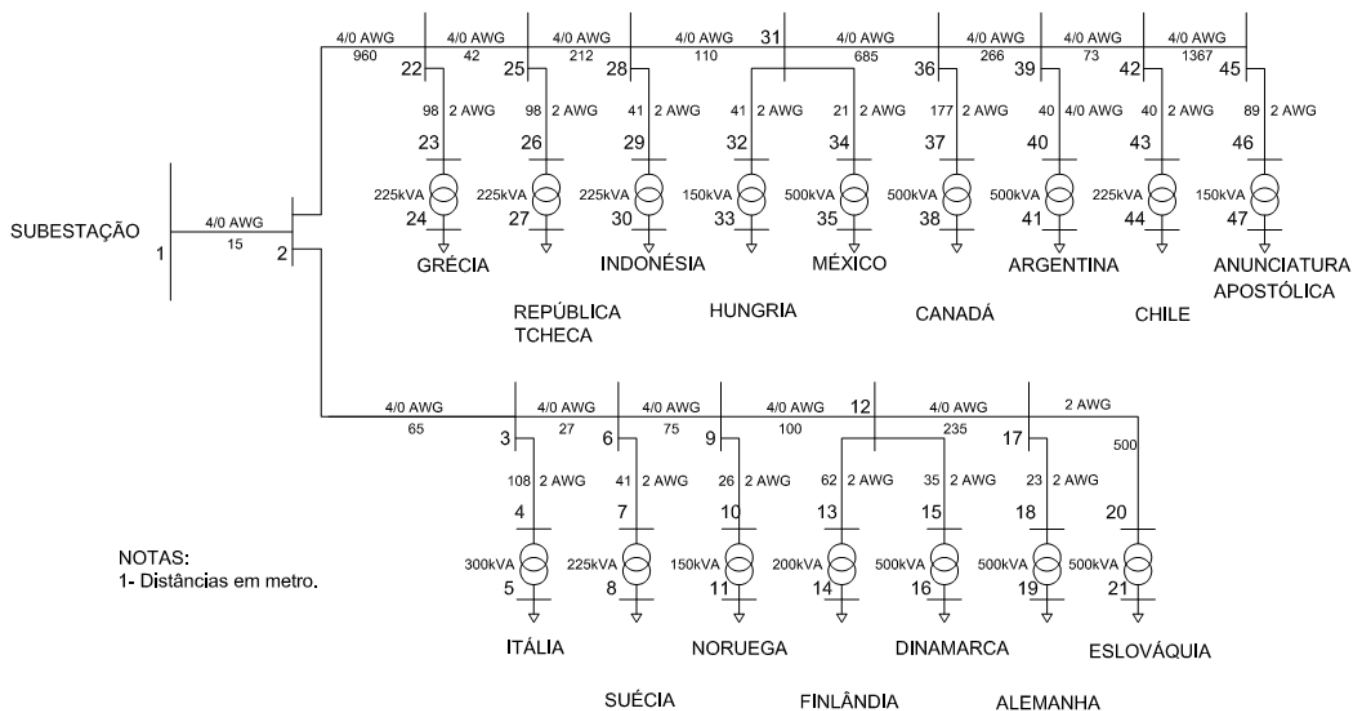 4/0 AWG 4/0 AWG 4/0 AWG 4/0 AWG 31 4/0 AWG 4/0 AWG 4/0 AWG 4/0 AWG
960 42 212 110 685 266 73 1367
22 25 28 36 39 42 45
98 2 AWG 98 2 AWG 41 2 AWG 41 2 AWG 21 2 AWG 177 2 AWG 40 4/0 AWG 40 2 AWG 89 2 AWG
23 26 29 32 34 37 40 43 46
225kVA 225kVA 225kVA 150kVA 500kVA 500kVA 500kVA 225kVA 150kVA
24 27 30 33 35 38 41 44 47
SUBESTAÇÃO 1 4/0 AWG 2
15
GRÉCIA INDONÉSIA MÉXICO ARGENTINA ANUNCIATURA
APOSTÓLICA
REPÚBLICA HUNGRIA CANADÁ CHILE
TCHECA
4/0 AWG 4/0 AWG 4/0 AWG 4/0 AWG 12 4/0 AWG 2 AWG
65 27 75 100 235 500
3 6 9 17
108 2 AWG 41 2 AWG 26 2 AWG 62 2 AWG 35 2 AWG 23 2 AWG
4 7 10 13 15 18 20
300kVA 225kVA 150kVA 200kVA 500kVA 500kVA 500kVA
5 8 11 14 16 19 21
NOTAS:
1- Distâncias em metro.
ITÁLIA NORUEGA DINAMARCA ESLOVÁQUIA
SUÉCIA FINLÂNDIA ALEMANHA